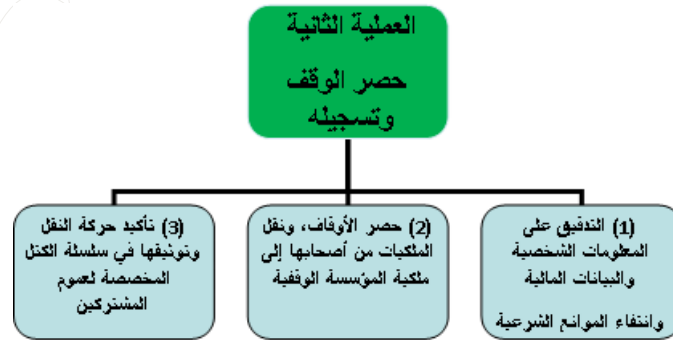 العملية الثانية
حصر الوقف
وتسجيله
(1) التدقيق على
المعلومات الشخصية
والبيانات المالية
وانتفاء الموانع الشرعية
(2) حصر الأوقاف، ونقل
الملكيات من أصحابها إلى
ملكية المؤسسة الوقفية
(3) تأكيد حركة النقل
وتوثيقها في سلسلة الكتل
المخصصة لعموم
المشتركين